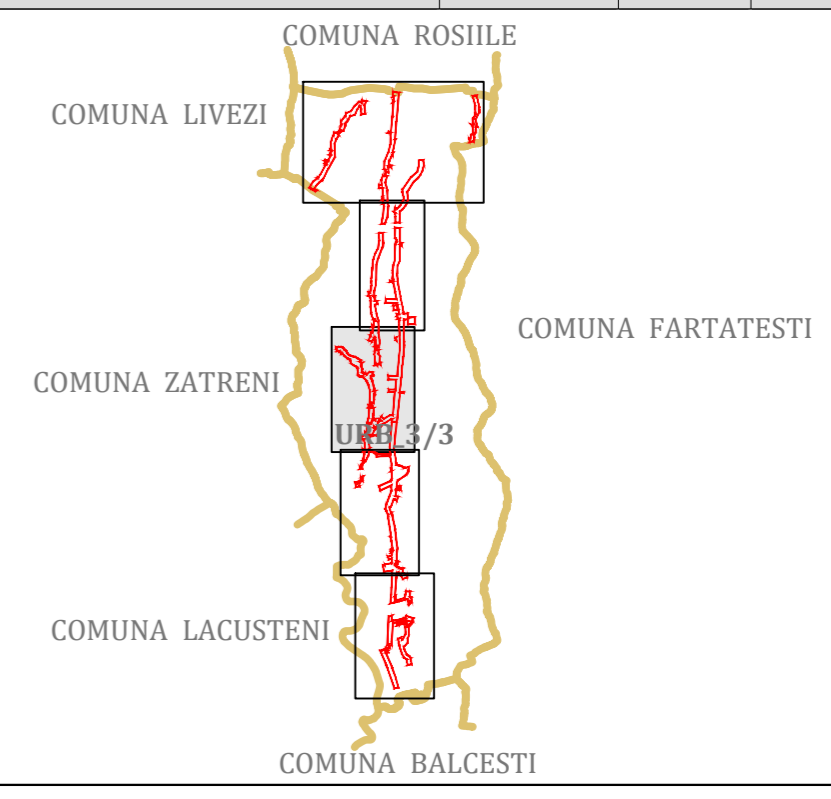 COMUNA ROSIILE
COMUNA LIVEZI
COMUNA FARTATESTI
COMUNA ZATRENI
URB_3/3
COMUNA LACUSTENI
COMUNA BALCESTI